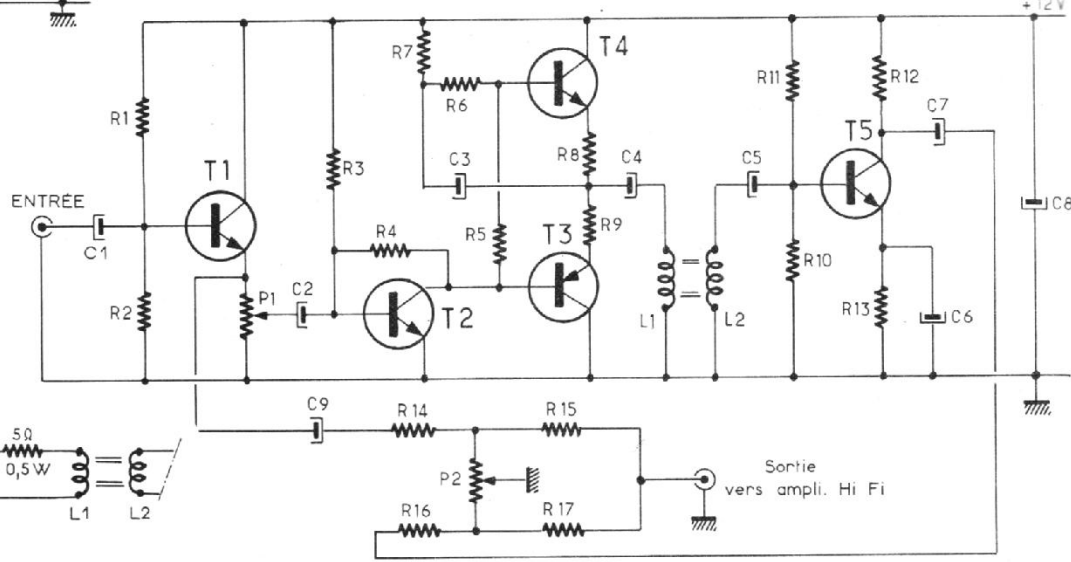 + 12V
R7
T4
R11
R12
R6
C7
R1
T5
C3
R8
C4
C5
T1
R3
ENTRÉE
C8
R4
R5
T3
R9
C1
R10
P1
C2
R2
T2
L1
L2
R13
C6
C9
R14
R15
5Ω
0,5W
P2
Sortie
vers ampli. Hi Fi
L1
L2
R16
R17